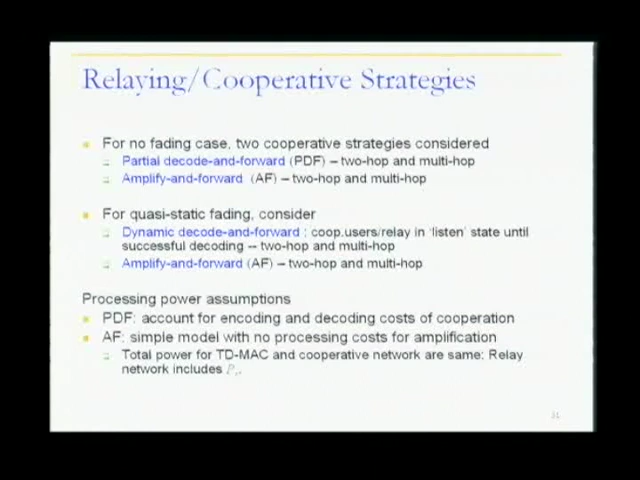 Relaying/Cooperative Strategies
For no fading case, two cooperative strategies considered
Partial decode-and-forward (PDF) – two-hop and multi-hop
Amplify-and-forward (AF) – two-hop and multi-hop
For quasi-static fading, consider
Dynamic decode-and-forward : coop.users/relay in 'listen' state until
successful decoding -- two-hop and multi-hop
Amplify-and-forward (AF) – two-hop and multi-hop
Processing power assumptions
PDF: account for encoding and decoding costs of cooperation
AF: simple model with no processing costs for amplification
Total power for TD-MAC and cooperative network are same: Relay
network includes